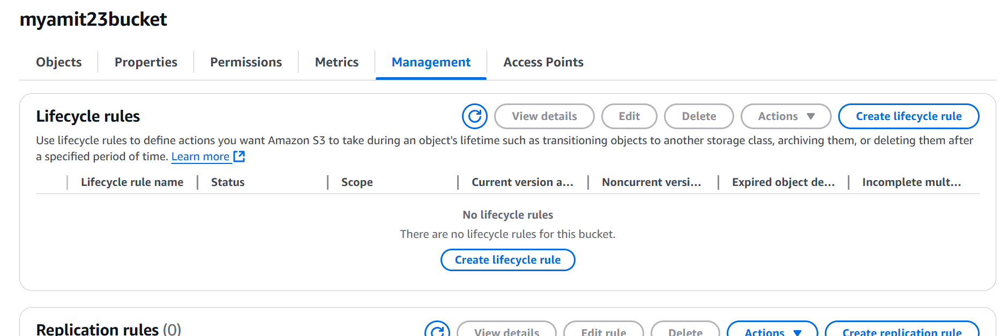 myamit23bucket
Objects Properties Permissions Metrics Management Access Points
Lifecycle rules View details Edit Delete Actions Create lifecycle rule
Use lifecycle rules to define actions you want Amazon S3 to take during an object's lifetime such as transitioning objects to another storage class, archiving them, or deleting them after
a specified period of time. Learn more
Lifecycle rule name Status Scope Current version a... Noncurrent versi... Expired object de... Incomplete mult...
No lifecycle rules
There are no lifecycle rules for this bucket.
Create lifecycle rule
Replication rules (0) View details Edit rule Delete Actions Create replication rule